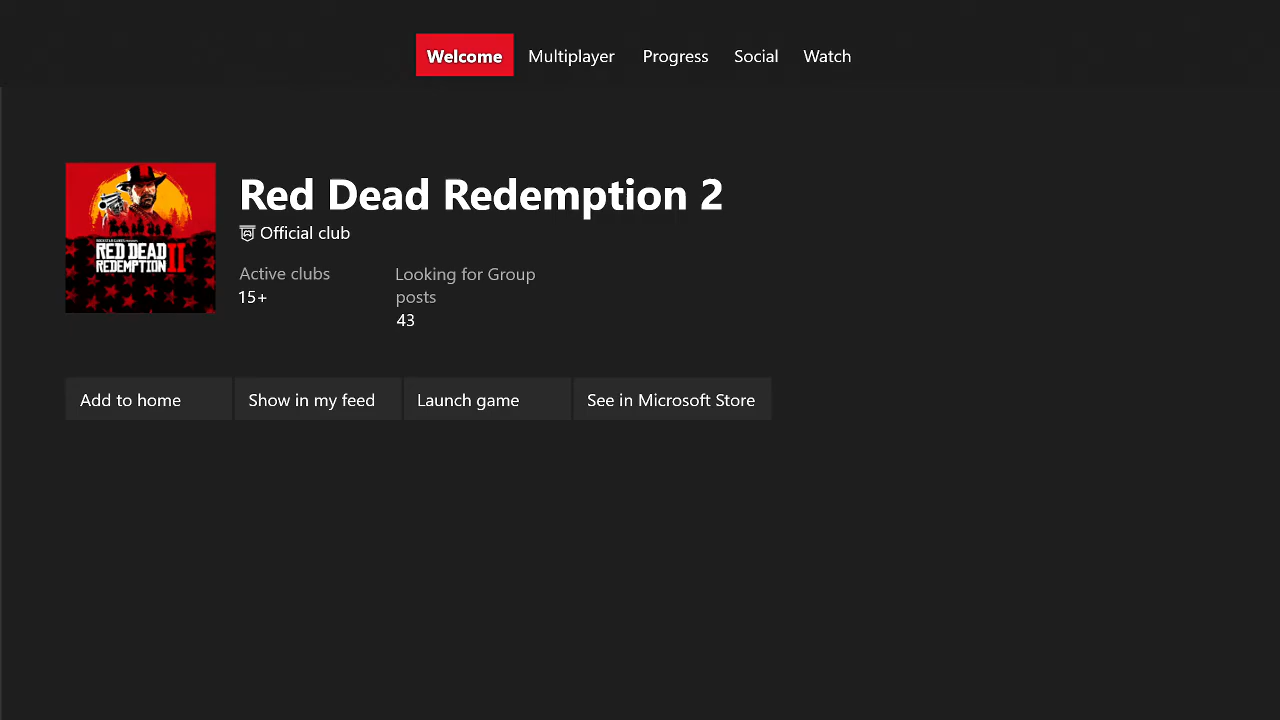 Welcome Multiplayer Progress Social Watch
Red Dead Redemption 2
Official club
Active clubs
15+
Looking for Group
posts
43
RED DEAD
REDEMPTION II
Add to home Show in my feed Launch game See in Microsoft Store